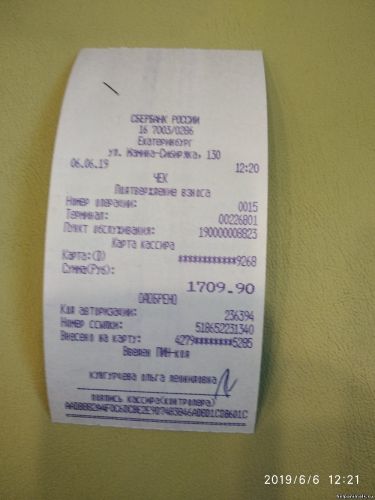 СБЕРБАНК РОССИИ
16 7003/0286
Екатеринбург
ул. Мамина-Сибиряка, 130
06.06.19 12:20
ЧЕК
Подтверждение взноса
Номер операции: 0015
Терминал: 00226801
Пункт обслуживания: 190000008823
Карта кассира
Карта:(D) ************9268
Сумма(Руб): 1709.90
ОДОБРЕНО
Код авторизации: 236394
Номер ссылки: 518652231340
Внесено на карту: 4279********5285
Введен ПИН-код
Ольга Леонидовна
подпись кассира(контролера)
2019/6/6 12:21